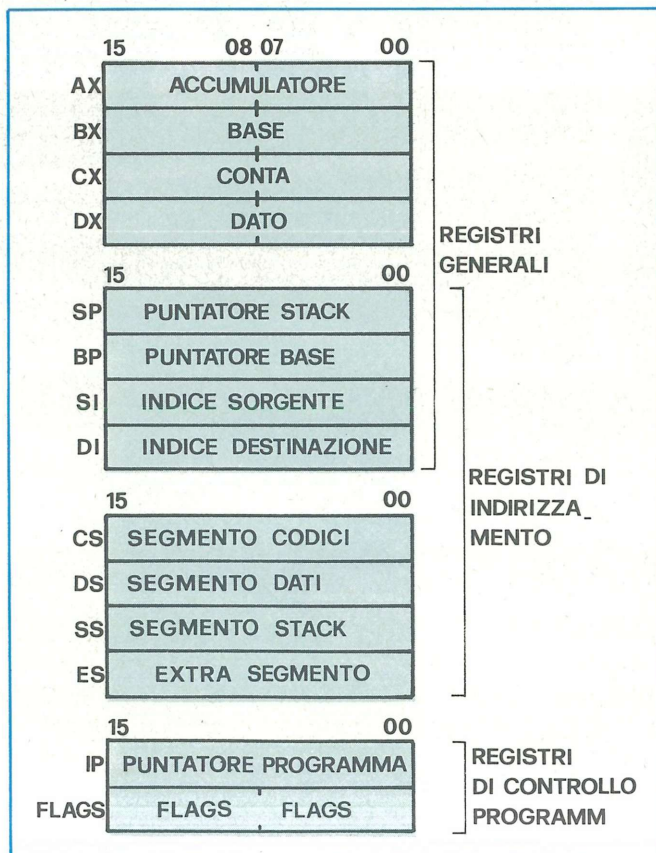 15 08 07 00
AX ACCUMULATORE
BX BASE
CX CONTA
DX DATO
REGISTRI
GENERALI
15 00
SP PUNTATORE STACK
BP PUNTATORE BASE
SI INDICE SORGENTE
DI INDICE DESTINAZIONE
REGISTRI DI
INDIRIZZA_
MENTO
15 00
CS SEGMENTO CODICI
DS SEGMENTO DATI
SS SEGMENTO STACK
ES EXTRA SEGMENTO
15 00
IP PUNTATORE PROGRAMMA
FLAGS FLAGS FLAGS
REGISTRI
DI CONTROLLO
PROGRAMM